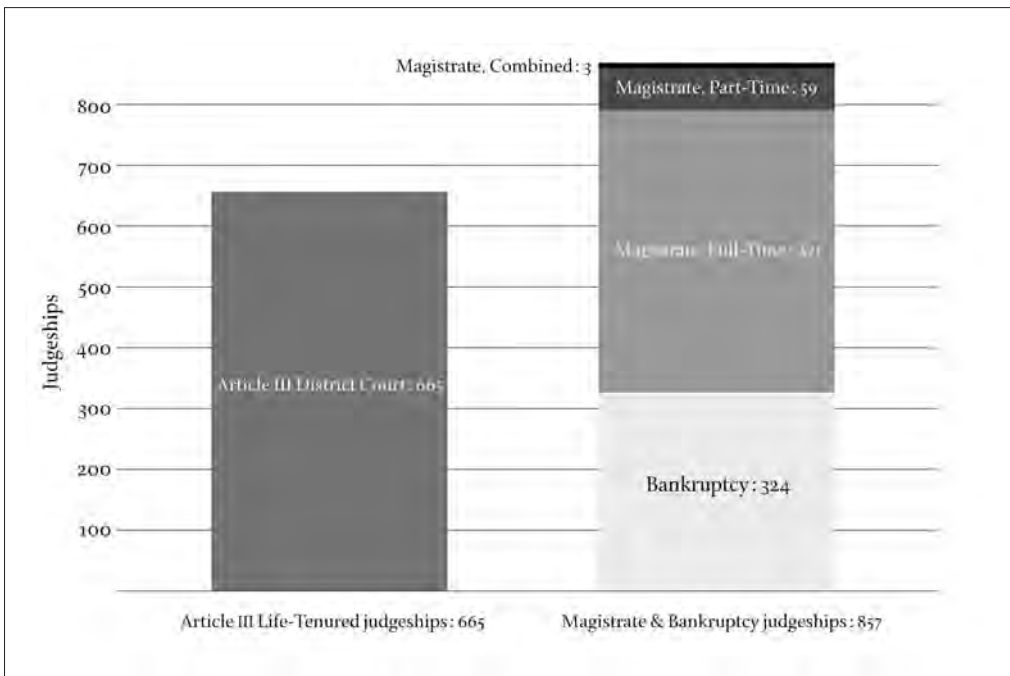 Magistrate, Combined : 3
Magistrate, Part-Time : 59
800
700
600
Magistrate, Full-Time : 471
500
400
Judgeships
Article III District Court : 665
300
200
Bankruptcy : 324
100
Article III Life-Tenured judgeships : 665
Magistrate & Bankruptcy judgeships : 857